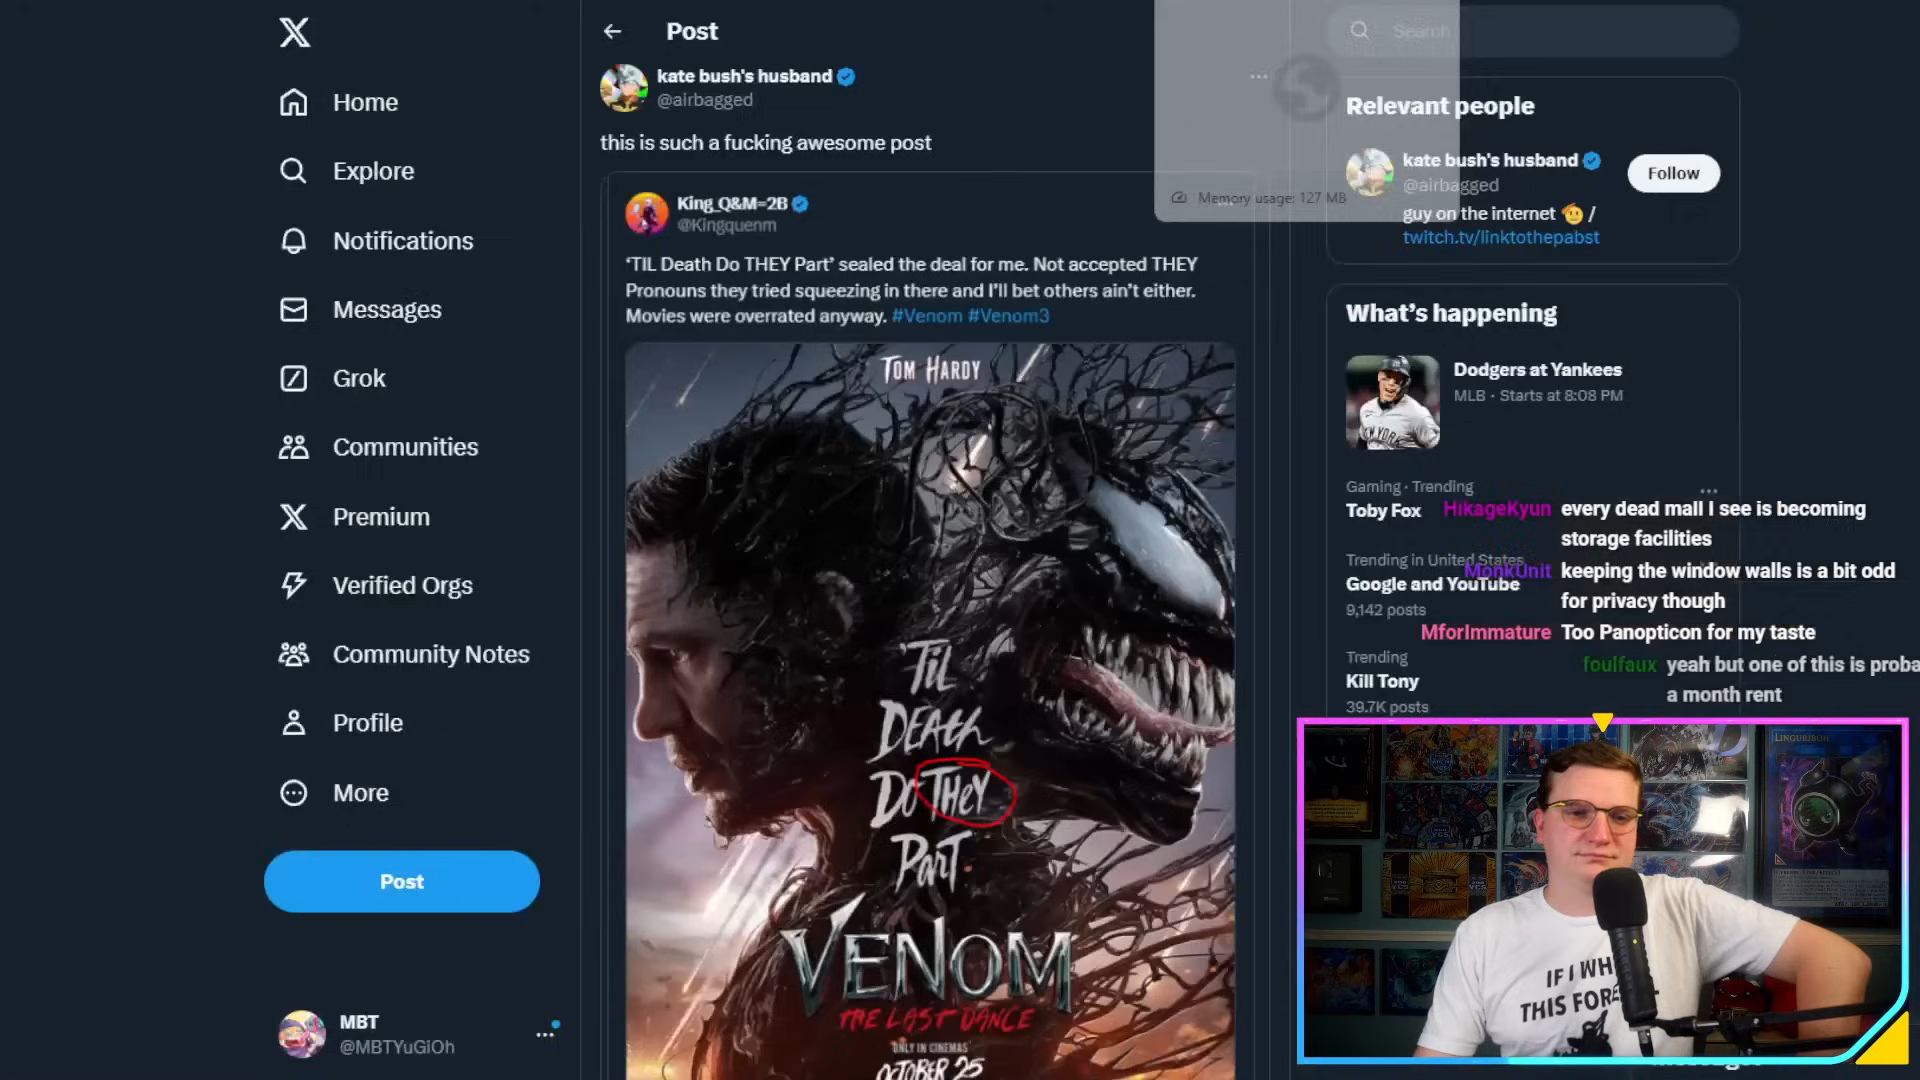 Home
Explore
Notifications
Messages
Grok
Communities
Premium
Verified Orgs
Community Notes
Profile
More
Post
MBT
@MBTYuGiOh
Post
kate bush's husband
@airbagged
this is such a fucking awesome post
King_Q&M=2B
@Kingquenm
‘TIL Death Do THEY Part’ sealed the deal for me. Not accepted THEY
Pronouns they tried squeezing in there and I’ll bet others ain’t either.
Movies were overrated anyway. #Venom #Venom3
TOM HARDY
'TIL
DEATH
DO THEY
PART.
VENOM
THE LAST DANCE
ONLY IN CINEMAS
OCTOBER 25
Search
Memory usage: 127 MB
Relevant people
kate bush's husband
@airbagged
Follow
guy on the internet /
twitch.tv/linktothepabst
What’s happening
Dodgers at Yankees
MLB · Starts at 8:08 PM
Gaming · Trending
Toby Fox
Trending in United States
Google and YouTube
9,142 posts
Trending
Kill Tony
39.7K posts
HikageKyun every dead mall I see is becoming
storage facilities
MonkUnit keeping the window walls is a bit odd
for privacy though
MforImmature Too Panopticon for my taste
foulfaux yeah but one of this is proba
a month rent
LINGURIBOH
IF I WH
THIS FORE